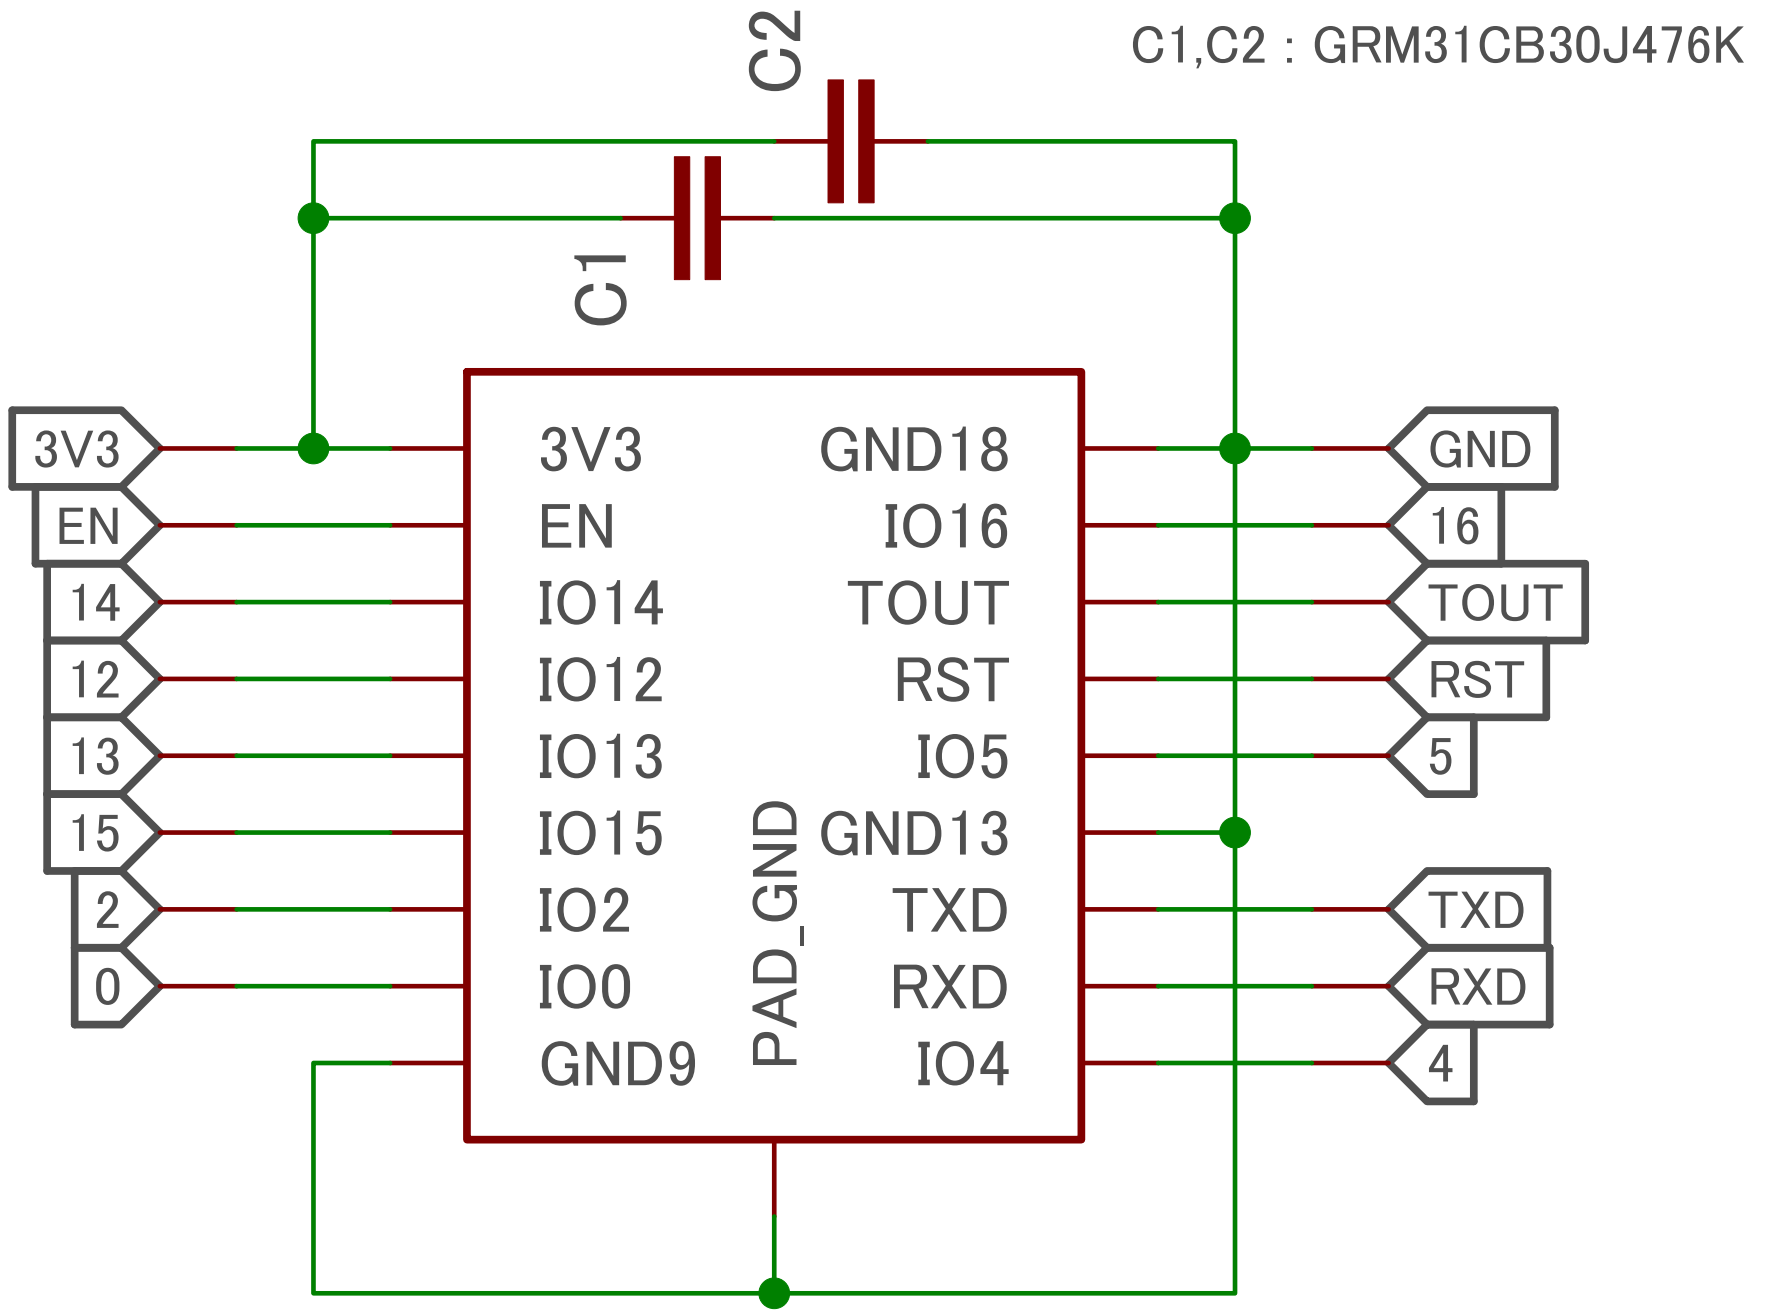 C2
C1,C2 : GRM31CB30J476K
C1
3V3
EN
14
12
13
15
2
0
3V3
EN
IO14
IO12
IO13
IO15
IO2
IO0
GND9
PAD_GND
GND18
IO16
TOUT
RST
IO5
GND13
TXD
RXD
IO4
GND
16
TOUT
RST
5
TXD
RXD
4